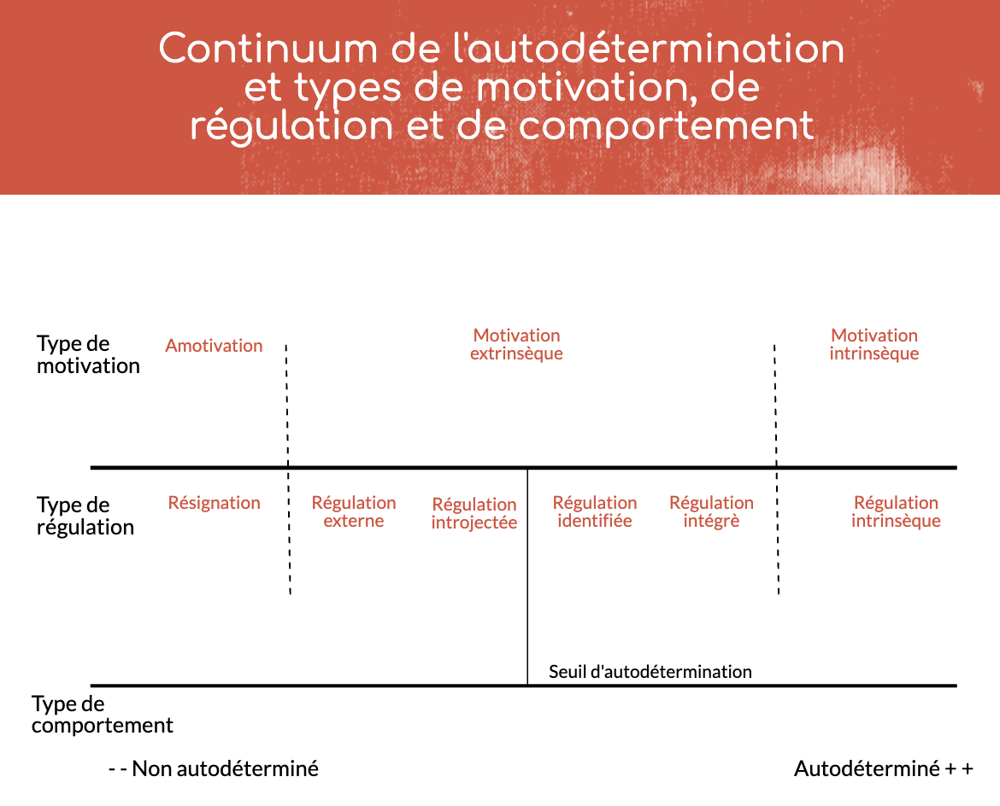 Continuum de l'autodétermination
et types de motivation, de
régulation et de comportement
Type de
motivation
Amotivation
Motivation
extrinsèque
Motivation
intrinsèque
Type de
régulation
Résignation
Régulation
externe
Régulation
introjectée
Régulation
identifiée
Régulation
intégrè
Régulation
intrinsèque
Seuil d'autodétermination
Type de
comportement
- - Non autodéterminé
Autodéterminé + +